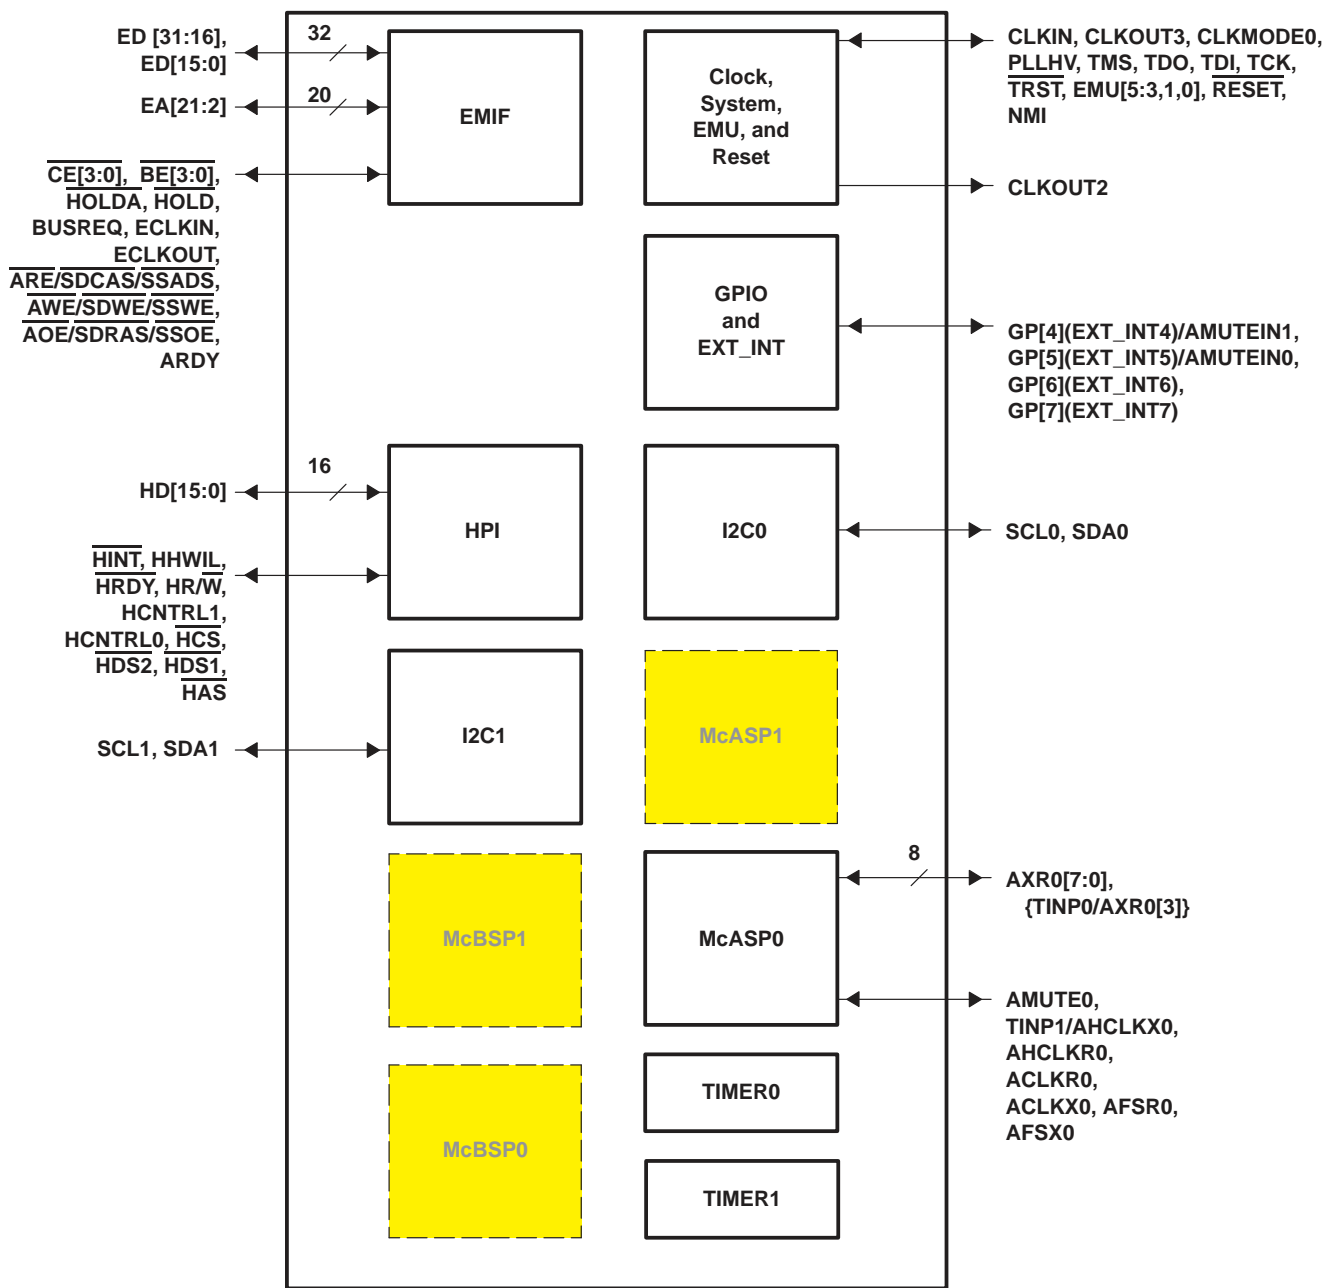 ED [31:16],
ED[15:0]
32
EA[21:2]
20
EMIF
CE[3:0], BE[3:0],
HOLDA, HOLD,
BUSREQ, ECLKIN,
ECLKOUT,
ARE/SDCAS/SSADS,
AWE/SDWE/SSWE,
AOE/SDRAS/SSOE,
ARDY
Clock,
System,
EMU, and
Reset
CLKIN, CLKOUT3, CLKMODE0,
PLLHV, TMS, TDO, TDI, TCK,
TRST, EMU[5:3,1,0], RESET,
NMI
CLKOUT2
GPIO
and
EXT_INT
GP[4](EXT_INT4)/AMUTEIN1,
GP[5](EXT_INT5)/AMUTEIN0,
GP[6](EXT_INT6),
GP[7](EXT_INT7)
HD[15:0]
16
HPI
HINT, HHWIL,
HRDY, HR/W,
HCNTRL1,
HCNTRL0, HCS,
HDS2, HDS1,
HAS
I2C0
SCL0, SDA0
SCL1, SDA1
I2C1
McASP1
McBSP1
McASP0
8
AXR0[7:0],
{TINP0/AXR0[3]}
AMUTE0,
TINP1/AHCLKX0,
AHCLKR0,
ACLKR0,
ACLKX0, AFSR0,
AFSX0
McBSP0
TIMER0
TIMER1